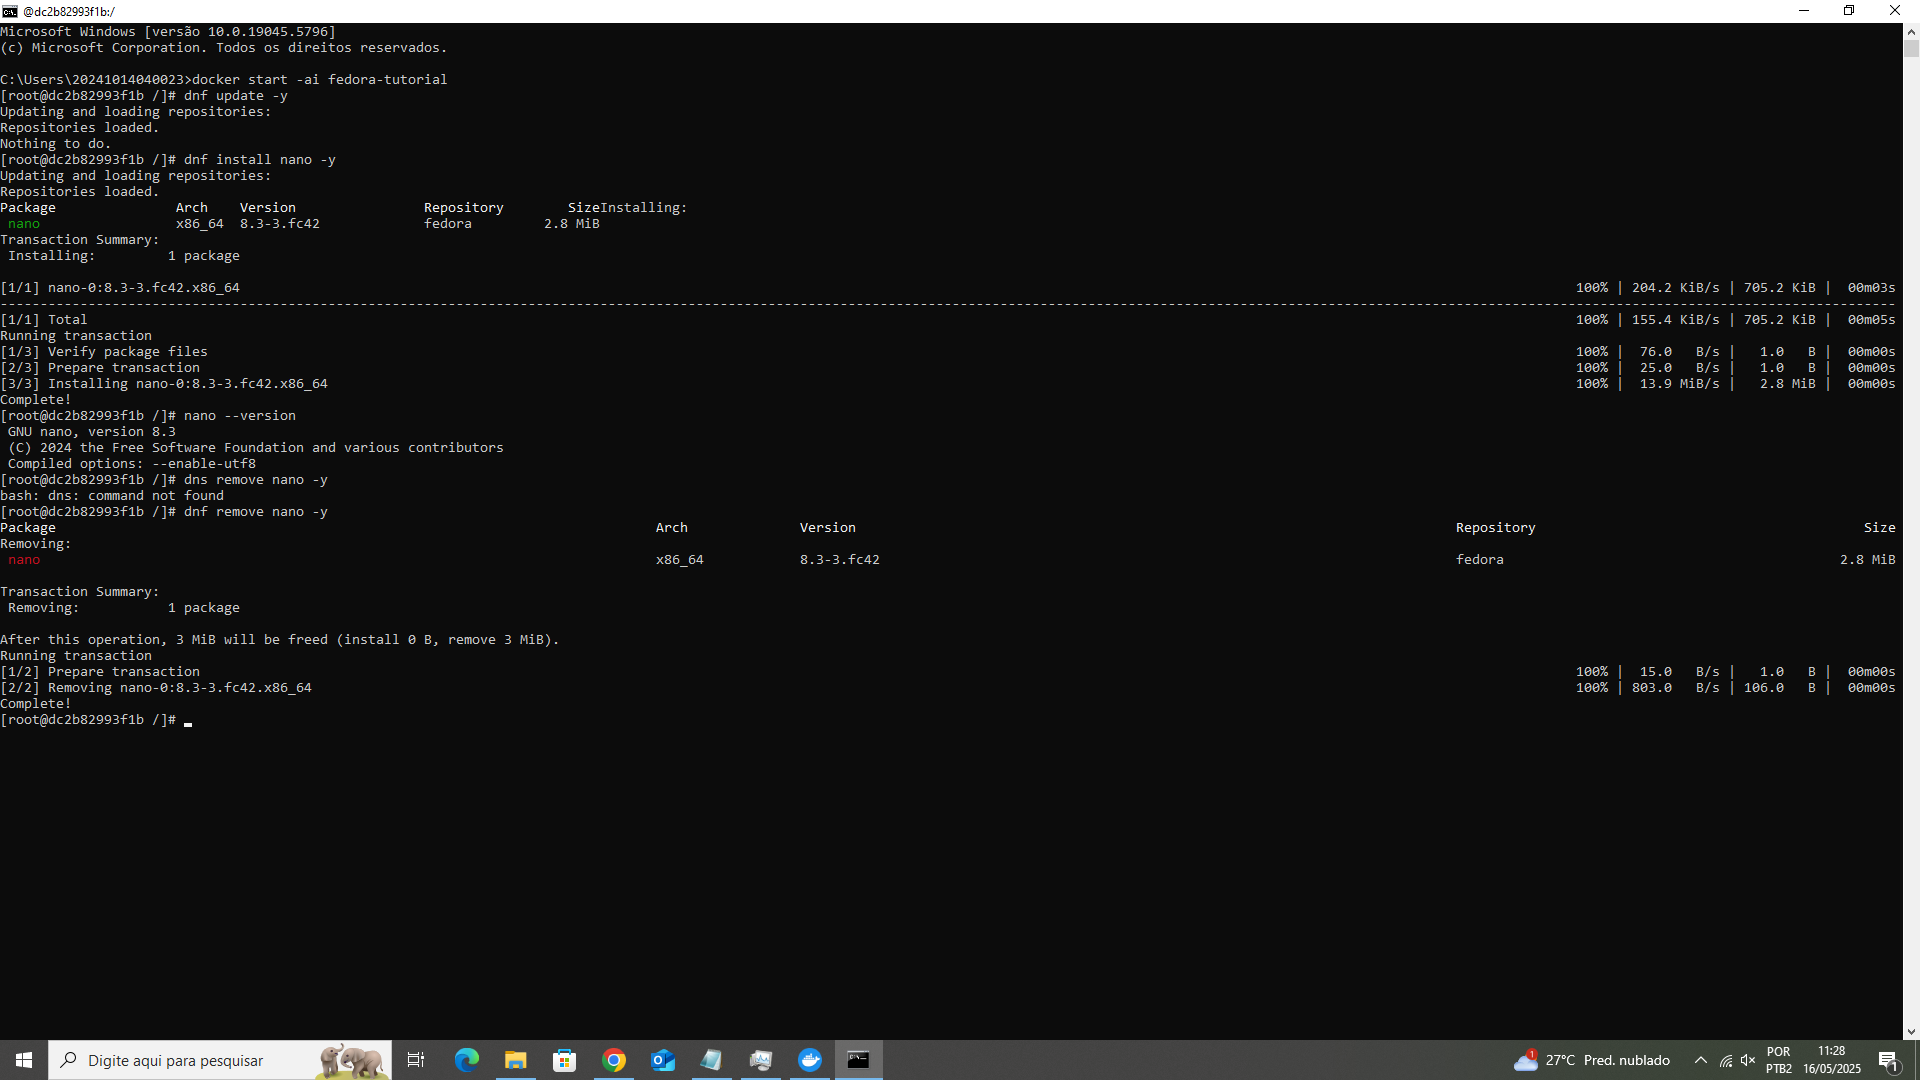 @dc2b82993f1b:/
Microsoft Windows [versão 10.0.19045.5796]
(c) Microsoft Corporation. Todos os direitos reservados.
C:\Users\20241014040023>docker start -ai fedora-tutorial
[root@dc2b82993f1b /]# dnf update -y
Updating and loading repositories:
Repositories loaded.
Nothing to do.
[root@dc2b82993f1b /]# dnf install nano -y
Updating and loading repositories:
Repositories loaded.
Package Arch Version Repository SizeInstalling:
nano x86_64 8.3-3.fc42 fedora 2.8 MiB
Transaction Summary:
Installing: 1 package
[1/1] nano-0:8.3-3.fc42.x86_64 100% | 204.2 KiB/s | 705.2 KiB | 00m03s
--------------------------------------------------------------------------------
[1/1] Total 100% | 155.4 KiB/s | 705.2 KiB | 00m05s
Running transaction
[1/3] Verify package files 100% | 76.0 B/s | 1.0 B | 00m00s
[2/3] Prepare transaction 100% | 25.0 B/s | 1.0 B | 00m00s
[3/3] Installing nano-0:8.3-3.fc42.x86_64 100% | 13.9 MiB/s | 2.8 MiB | 00m00s
Complete!
[root@dc2b82993f1b /]# nano --version
GNU nano, version 8.3
(C) 2024 the Free Software Foundation and various contributors
Compiled options: --enable-utf8
[root@dc2b82993f1b /]# dns remove nano -y
bash: dns: command not found
[root@dc2b82993f1b /]# dnf remove nano -y
Package Arch Version Repository Size
Removing:
nano x86_64 8.3-3.fc42 fedora 2.8 MiB
Transaction Summary:
Removing: 1 package
After this operation, 3 MiB will be freed (install 0 B, remove 3 MiB).
Running transaction
[1/2] Prepare transaction 100% | 15.0 B/s | 1.0 B | 00m00s
[2/2] Removing nano-0:8.3-3.fc42.x86_64 100% | 803.0 B/s | 106.0 B | 00m00s
Complete!
[root@dc2b82993f1b /]#
Digite aqui para pesquisar
1
27°C Pred. nublado
POR
PTB2
11:28
16/05/2025
1